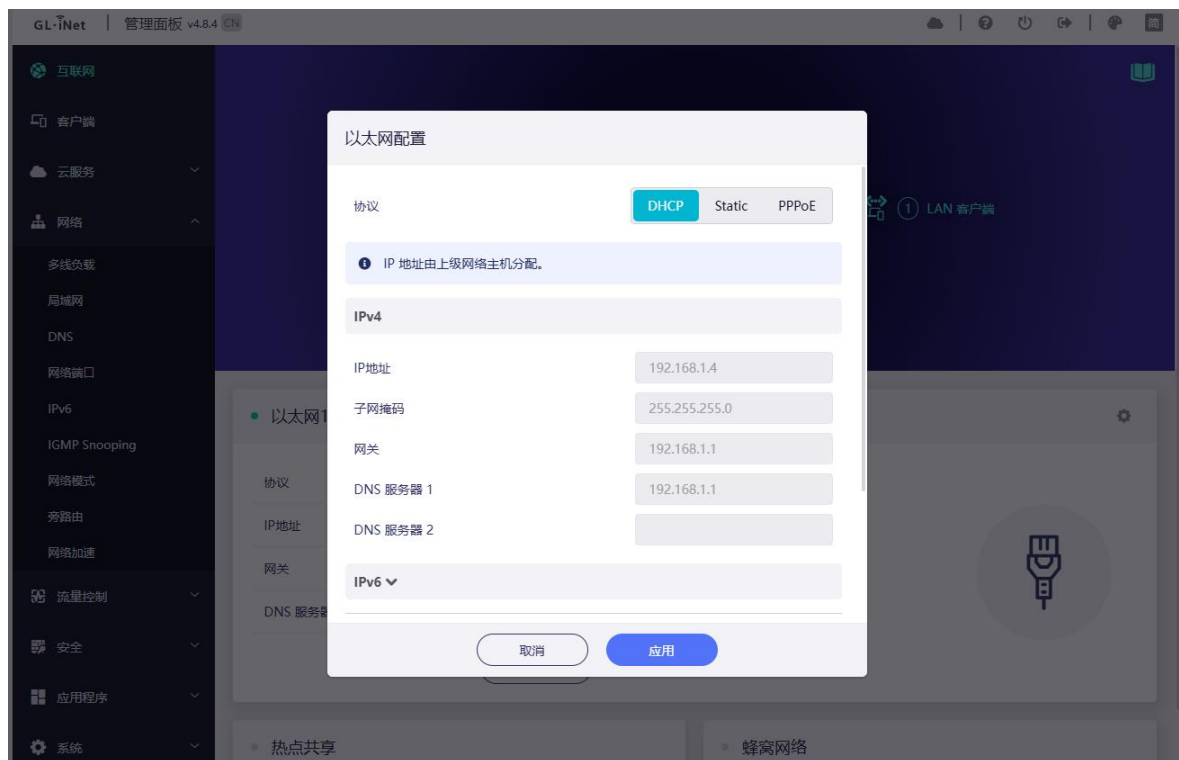 GL·iNet 管理面板 v4.8.4 CN
简
互联网
客户端
云服务
网络
多线负载
局域网
DNS
网络端口
IPv6
IGMP Snooping
网络模式
旁路由
网络加速
流量控制
安全
应用程序
系统
1 LAN 客户端
以太网配置
协议 DHCP Static PPPoE
IP 地址由上级网络主机分配。
IPv4
IP地址 192.168.1.4
子网掩码 255.255.255.0
网关 192.168.1.1
DNS 服务器 1 192.168.1.1
DNS 服务器 2
IPv6
取消 应用
以太网1
协议
IP地址
网关
DNS 服务器
热点共享
蜂窝网络